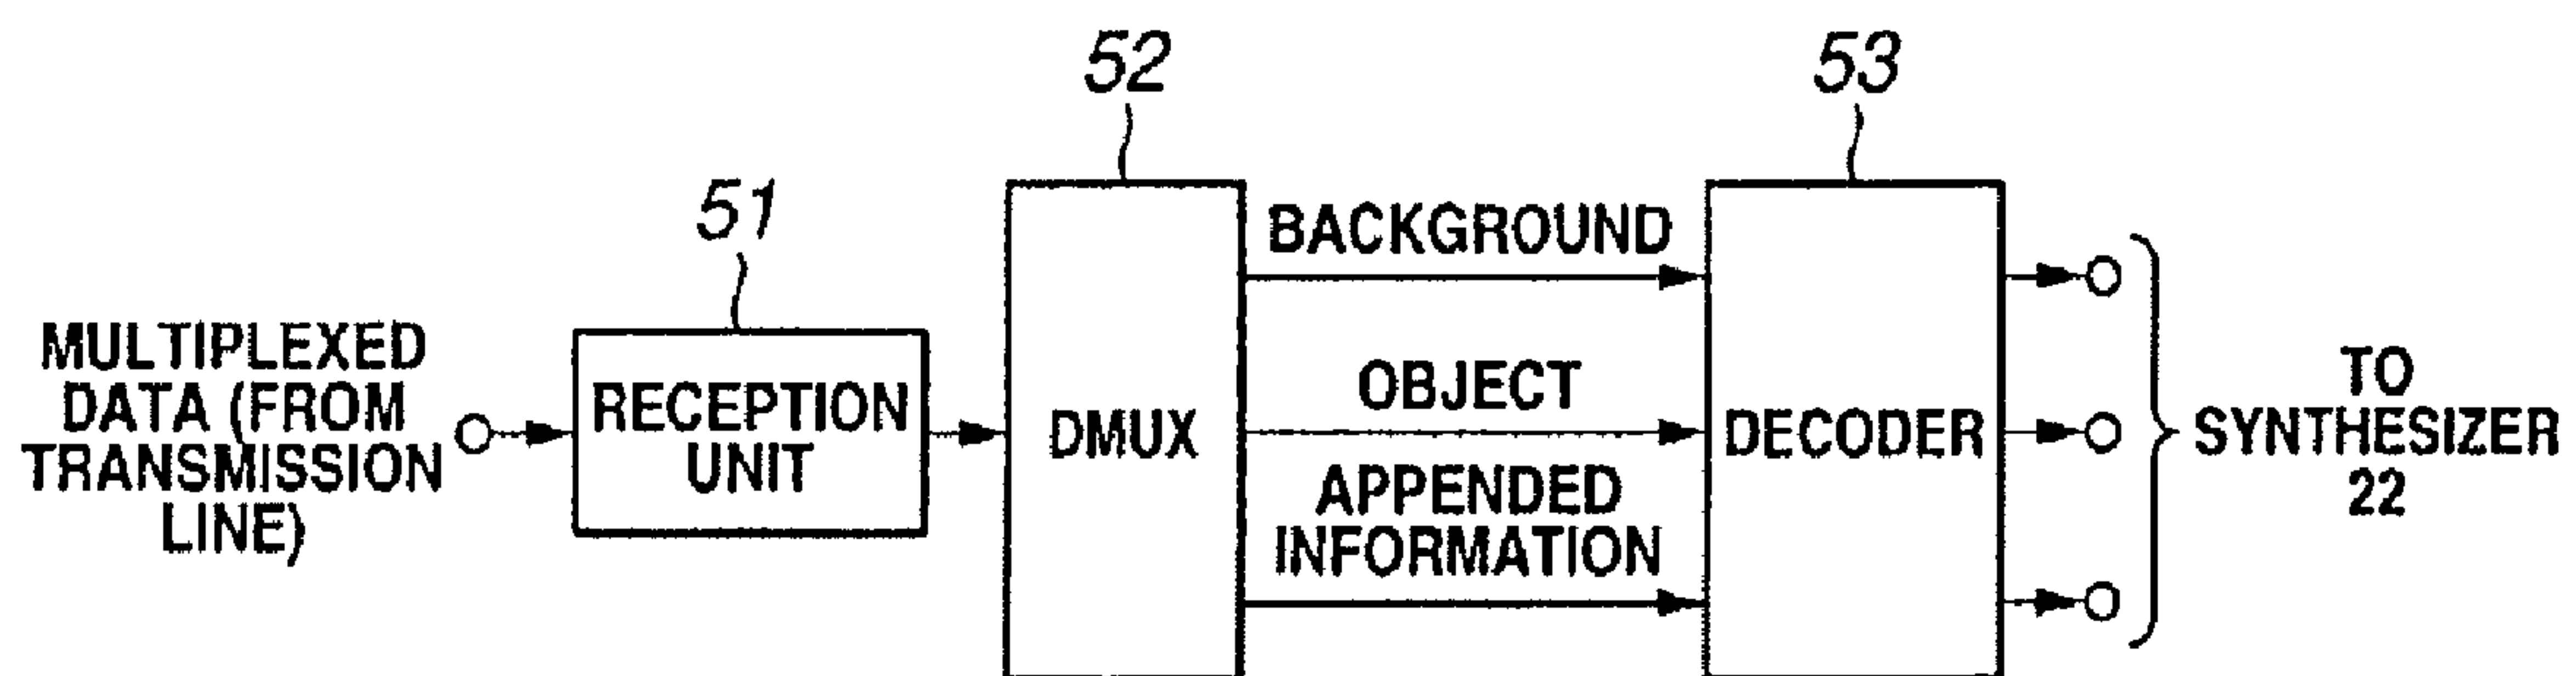 52
53
51
BACKGROUND
MULTIPLEXED
DATA (FROM
TRANSMISSION
LINE)
RECEPTION
UNIT
DMUX
OBJECT
APPENDED
INFORMATION
DECODER
TO
SYNTHESIZER
22